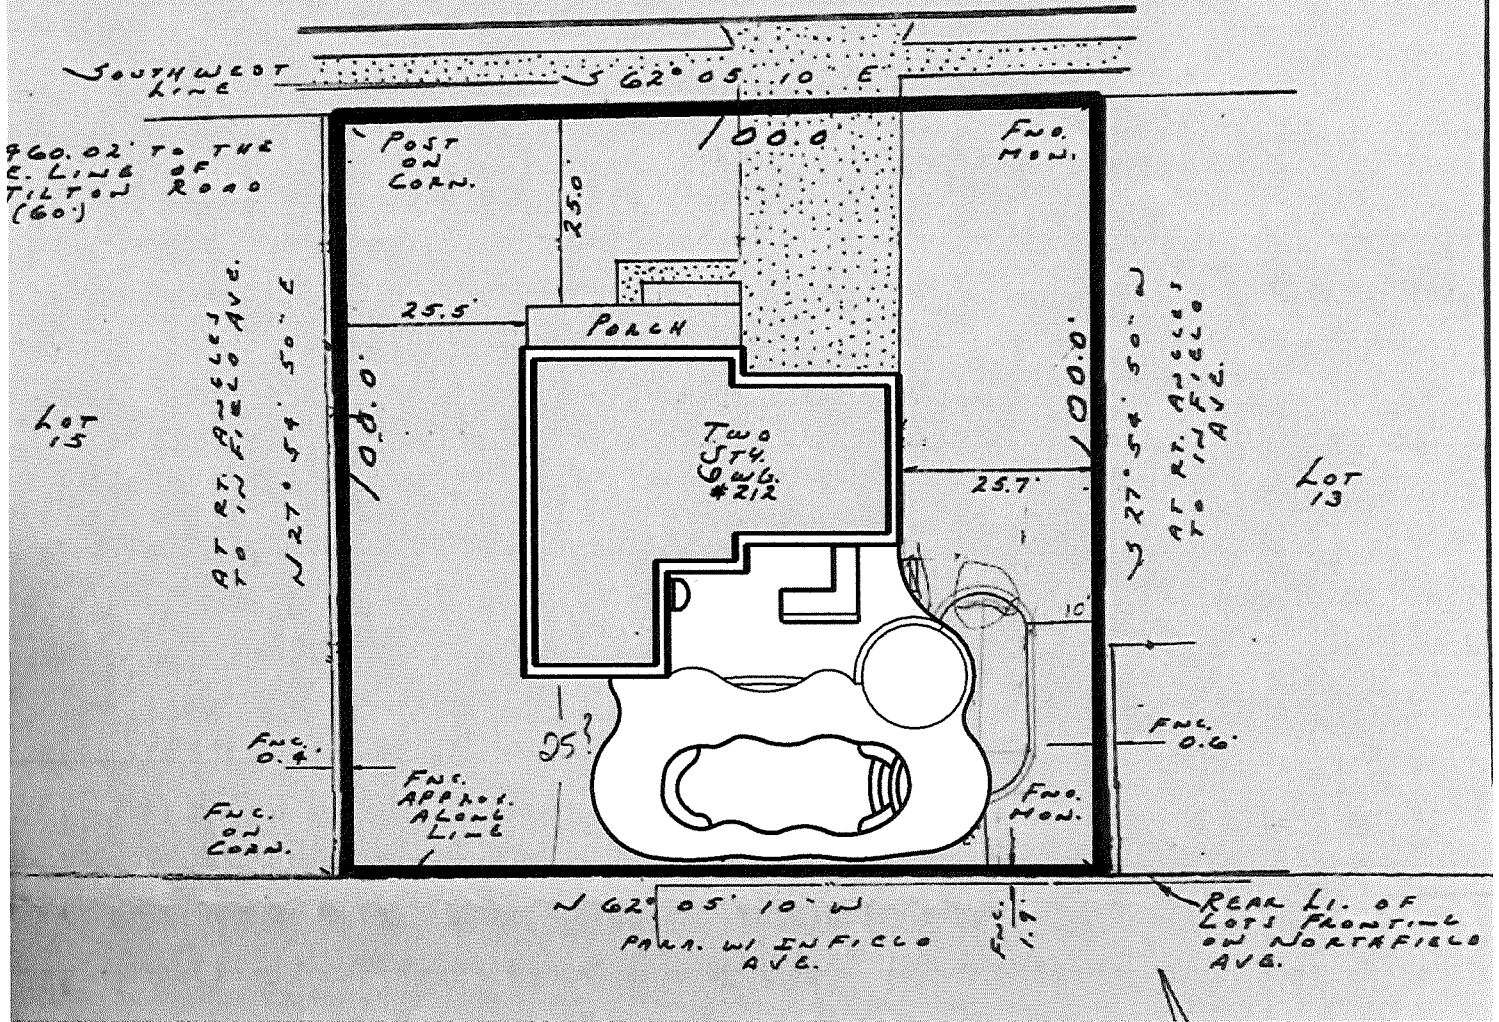 SOUTHWEST
LINE
S 62° 05' 10" E
100.0
POST
ON
CORN.
FND.
MON.
460.02' TO THE
E. LINE OF
TILTON ROAD
(60')
25.0'
25.5'
PORCH
AT RT. ANGLES
TO INFIELD AVE.
N 27° 54' 50" E
100.0'
100.0'
S 27° 54' 50" W
AT RT. ANGLES
TO INFIELD
AVE.
LOT
15
TWO
STY.
DWG.
#212
25.7'
LOT
13
10'
25'
FNC.
0.4
FNC.
0.6'
FNC.
APPROX.
ALONG
LINE
FND.
MON.
FNC.
ON
CORN.
N 62° 05' 10" W
PARA. W/ INFIELD
AVE.
FNC.
1.9'
REAR LI. OF
LOTS FRONTING
ON NORTHFIELD
AVE.